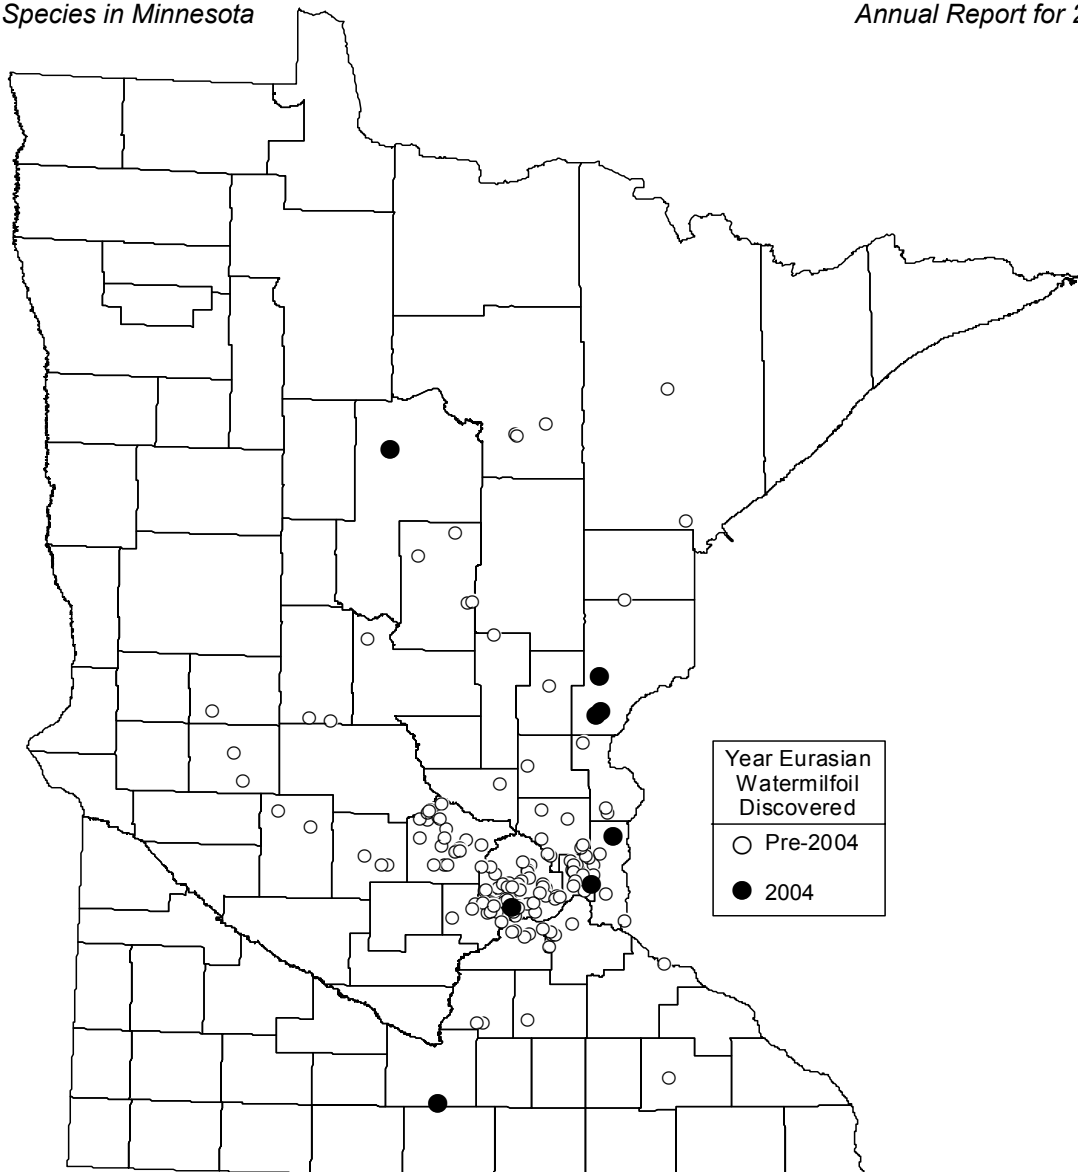 Species in Minnesota
Annual Report for 2
Year Eurasian
Watermilfoil
Discovered
Pre-2004
2004